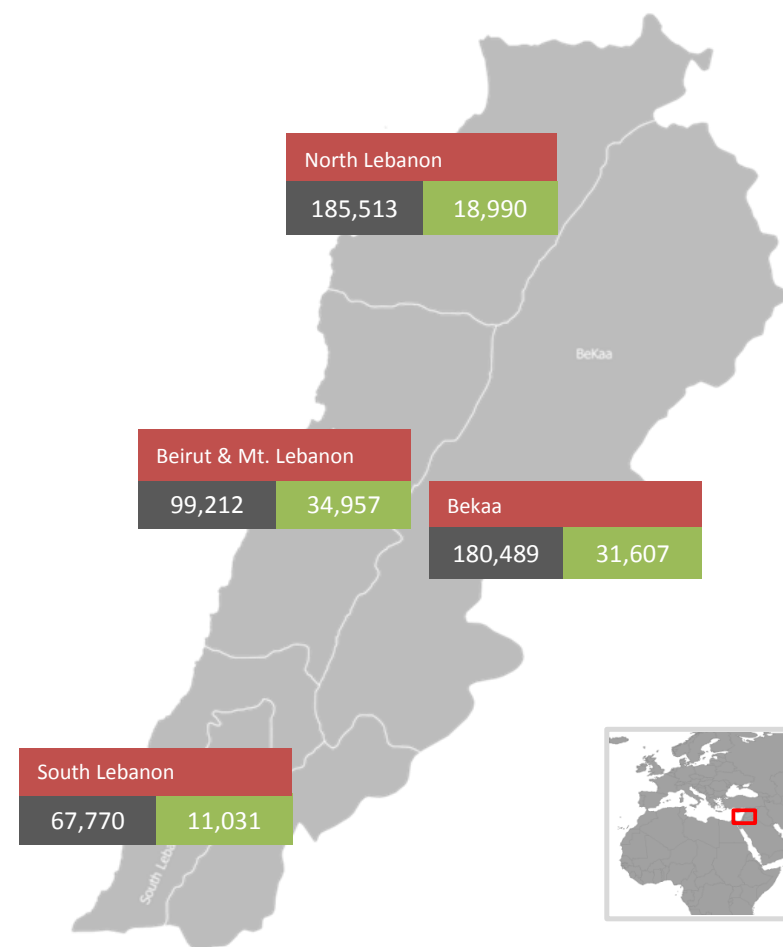 North Lebanon
185,513 18,990
BeKaa
Beirut & Mt. Lebanon
99,212 34,957
Bekaa
180,489 31,607
South Lebanon
67,770 11,031
South